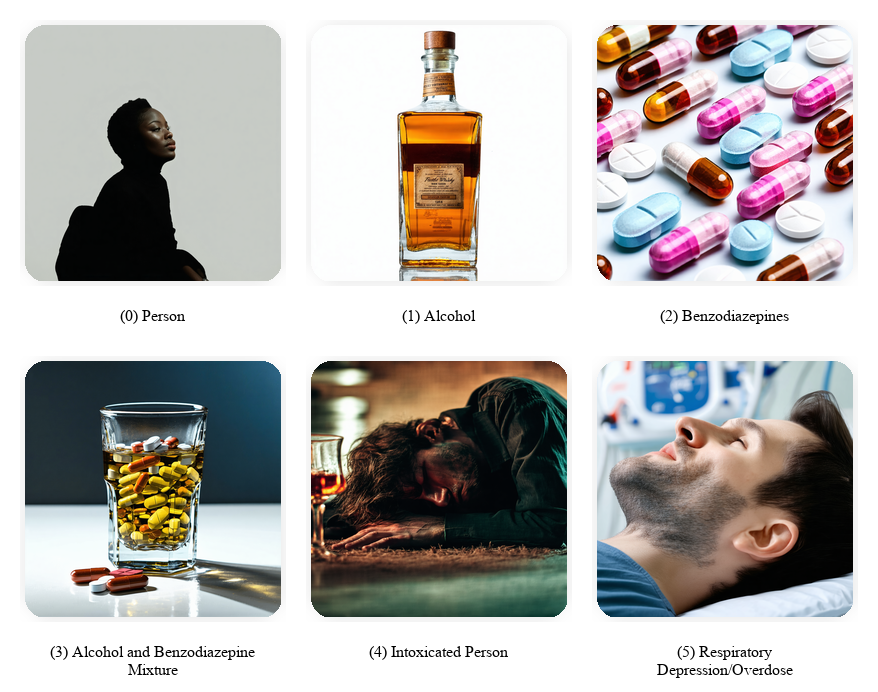 (0) Person
(1) Alcohol
(2) Benzodiazepines
(3) Alcohol and Benzodiazepine
Mixture
(4) Intoxicated Person
(5) Respiratory
Depression/Overdose